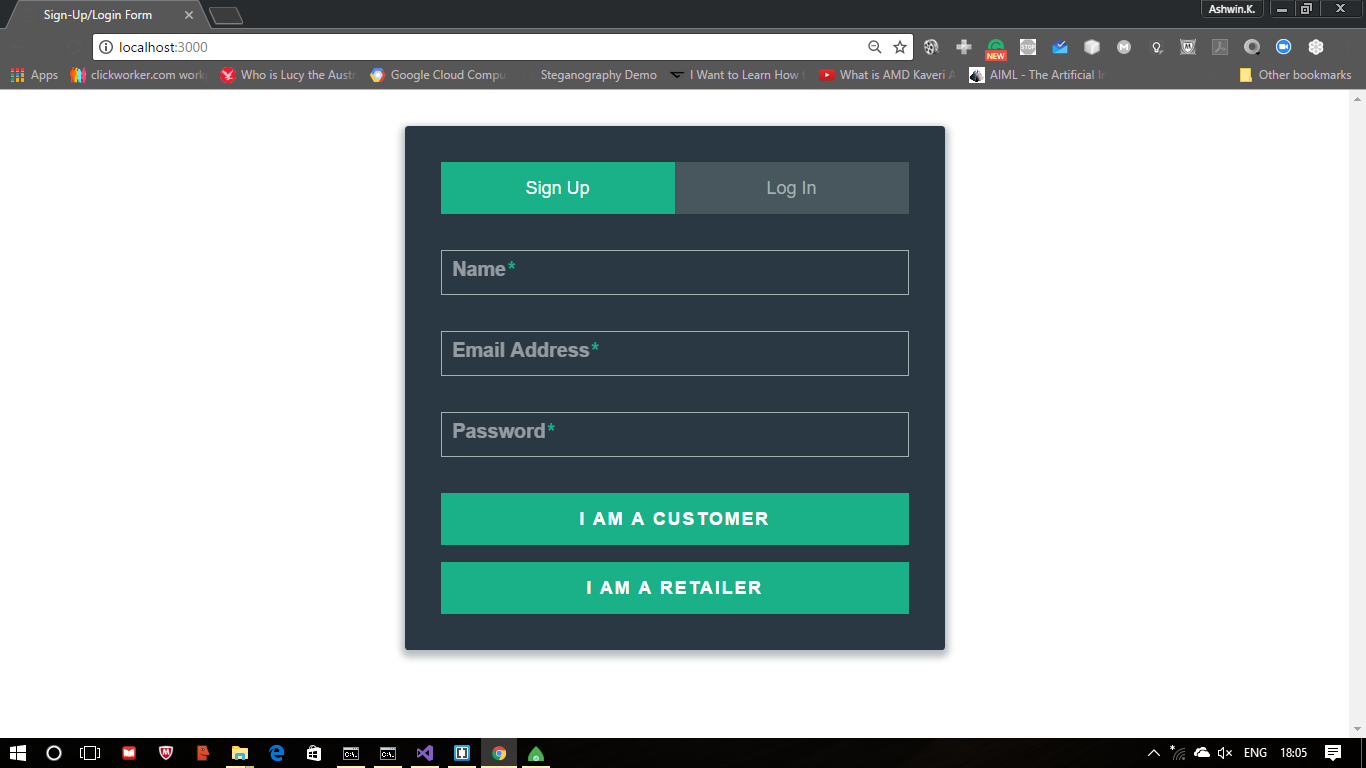 Sign-Up/Login Form
Ashwin.K.
localhost:3000
NEW
STOP
Apps clickworker.com work Who is Lucy the Austr Google Cloud Compu Steganography Demo I Want to Learn How t What is AMD Kaveri A AIML - The Artificial In Other bookmarks
Sign Up Log In
Name*
Email Address*
Password*
I AM A CUSTOMER
I AM A RETAILER
ENG 18:05